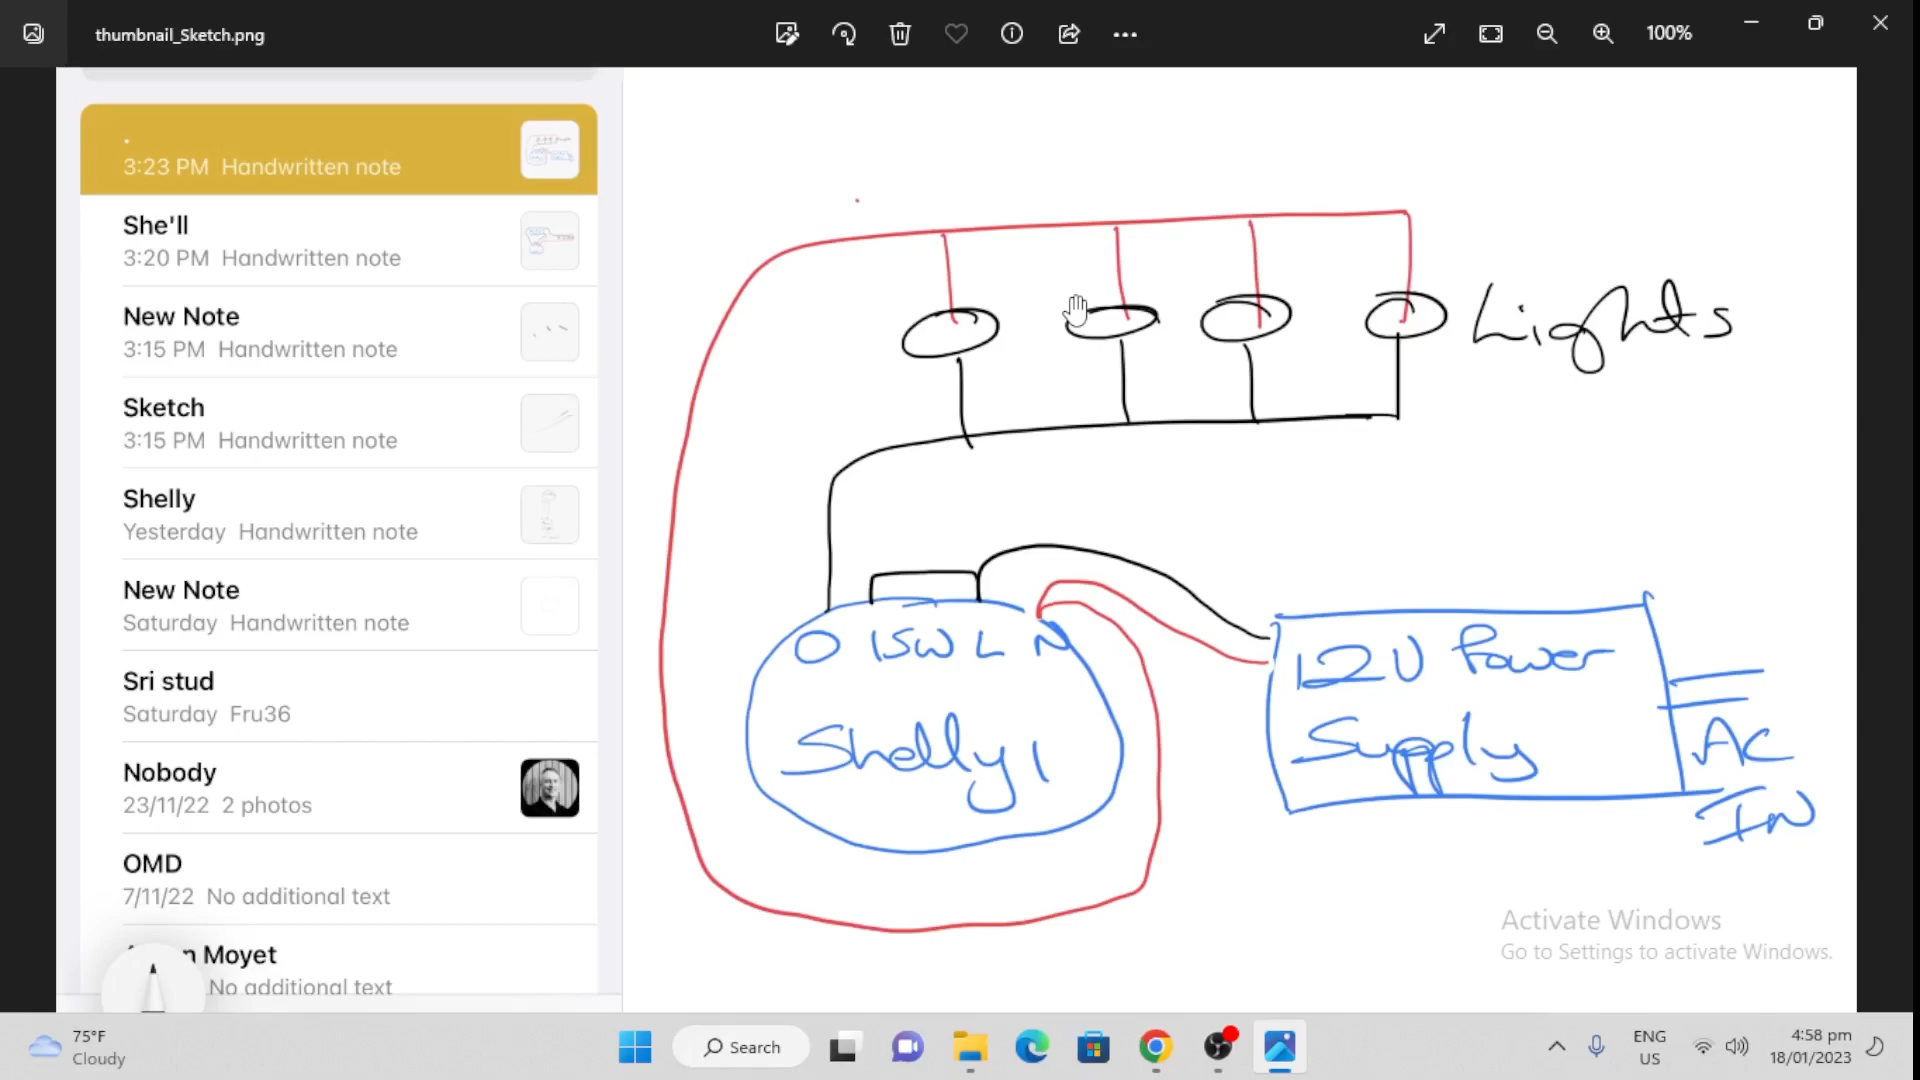 thumbnail_Sketch.png
100%
.
3:23 PM Handwritten note
She'll
3:20 PM Handwritten note
New Note
3:15 PM Handwritten note
Sketch
3:15 PM Handwritten note
Shelly
Yesterday Handwritten note
New Note
Saturday Handwritten note
Sri stud
Saturday Fru36
Nobody
23/11/22 2 photos
OMD
7/11/22 No additional text
Moyet
No additional text
Lights
O I SW L N
Shelly 1
12V Power
Supply
AC
IN
Activate Windows
Go to Settings to activate Windows.
75°F
Cloudy
Search
ENG
US
4:58 pm
18/01/2023